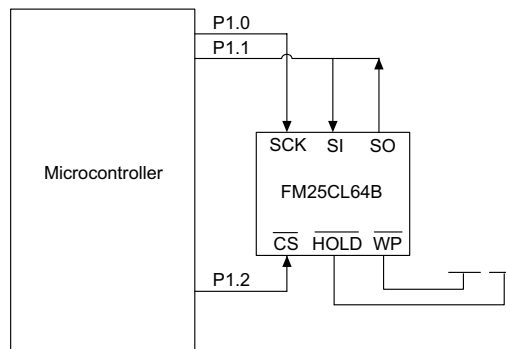 P1.0
P1.1
SCK SI SO
Microcontroller
FM25CL64B
CS HOLD WP
P1.2